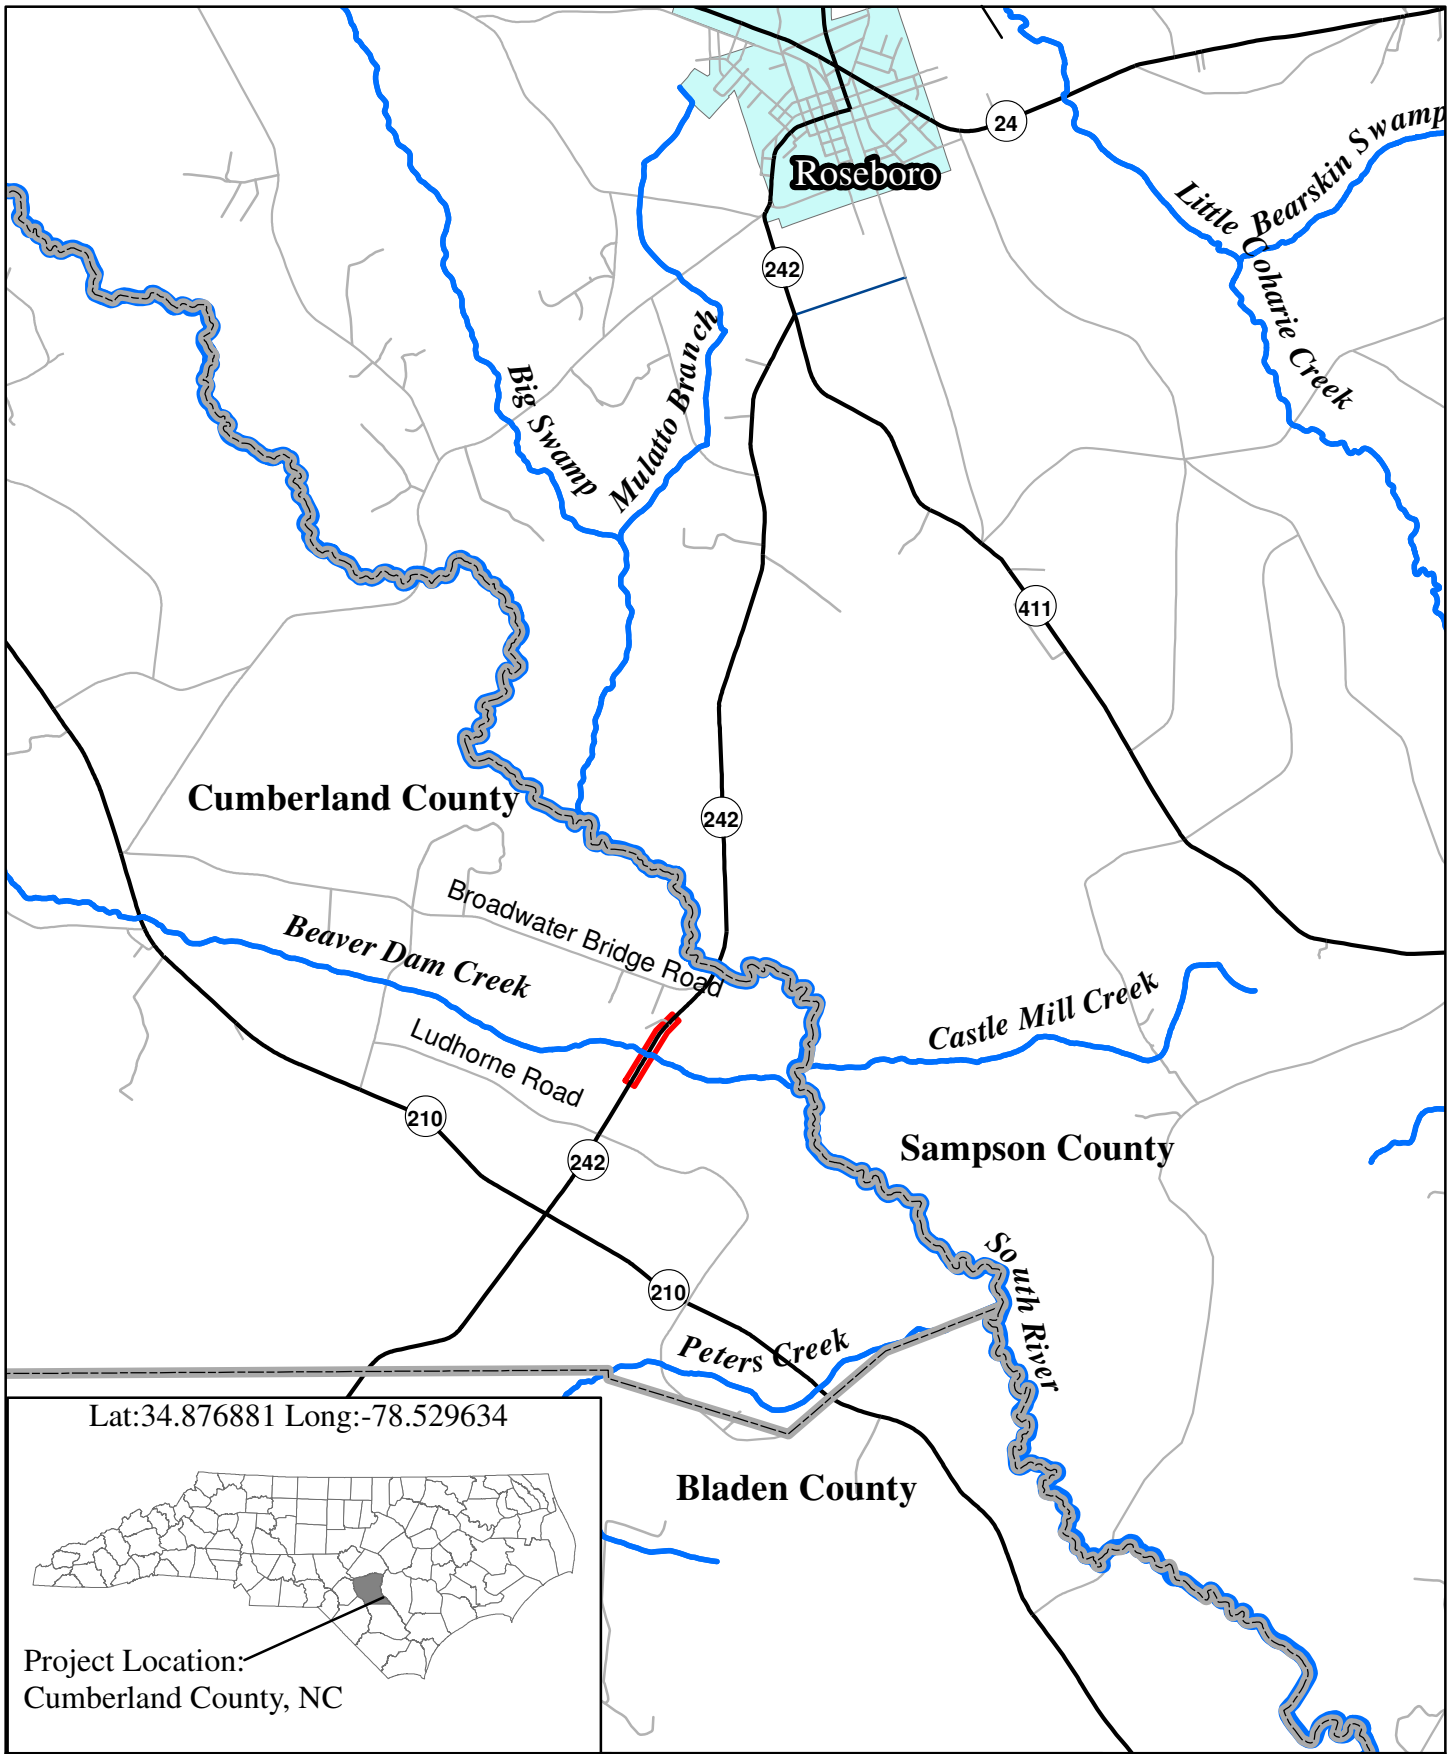 24
Bearskin Swamp
Roseboro
Little Coharie Creek
242
Mulatto Branch
Big Swamp
411
Cumberland County
242
Broadwater Bridge Road
Beaver Dam Creek
Castle Mill Creek
Ludhorne Road
210
242
Sampson County
South River
210
Peters Creek
Bladen County
Lat:34.876881 Long:-78.529634
Project Location:
Cumberland County, NC